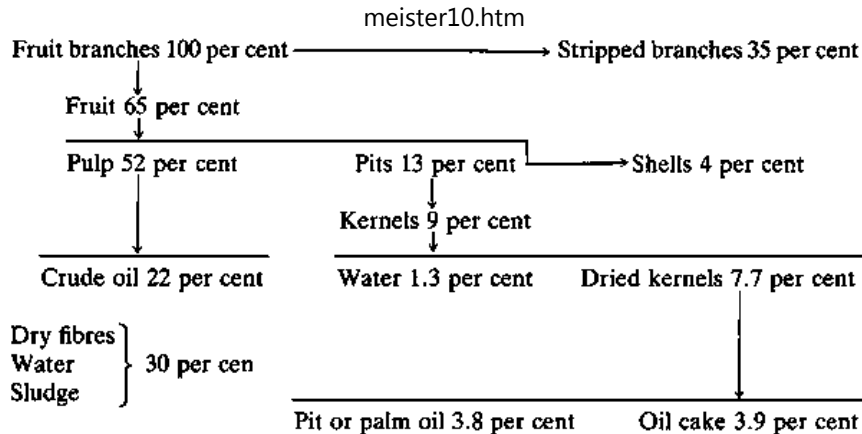 meister10.htm
Fruit branches 100 per cent Stripped branches 35 per cent
Fruit 65 per cent
Pulp 52 per cent Pits 13 per cent Shells 4 per cent
Kernels 9 per cent
Crude oil 22 per cent Water 1.3 per cent Dried kernels 7.7 per cent
Dry fibres
Water 30 per cen
Sludge
Pit or palm oil 3.8 per cent Oil cake 3.9 per cent